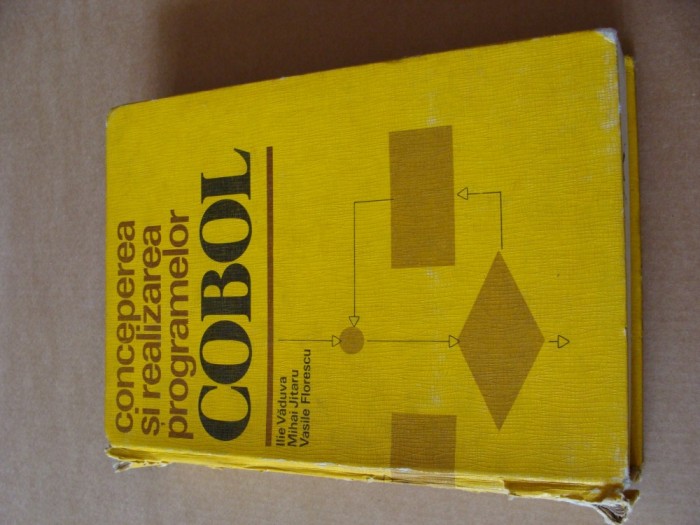 conceperea
și realizarea
programelor
COBOL
Ilie Văduva
Mihai Jitaru
Vasile Florescu